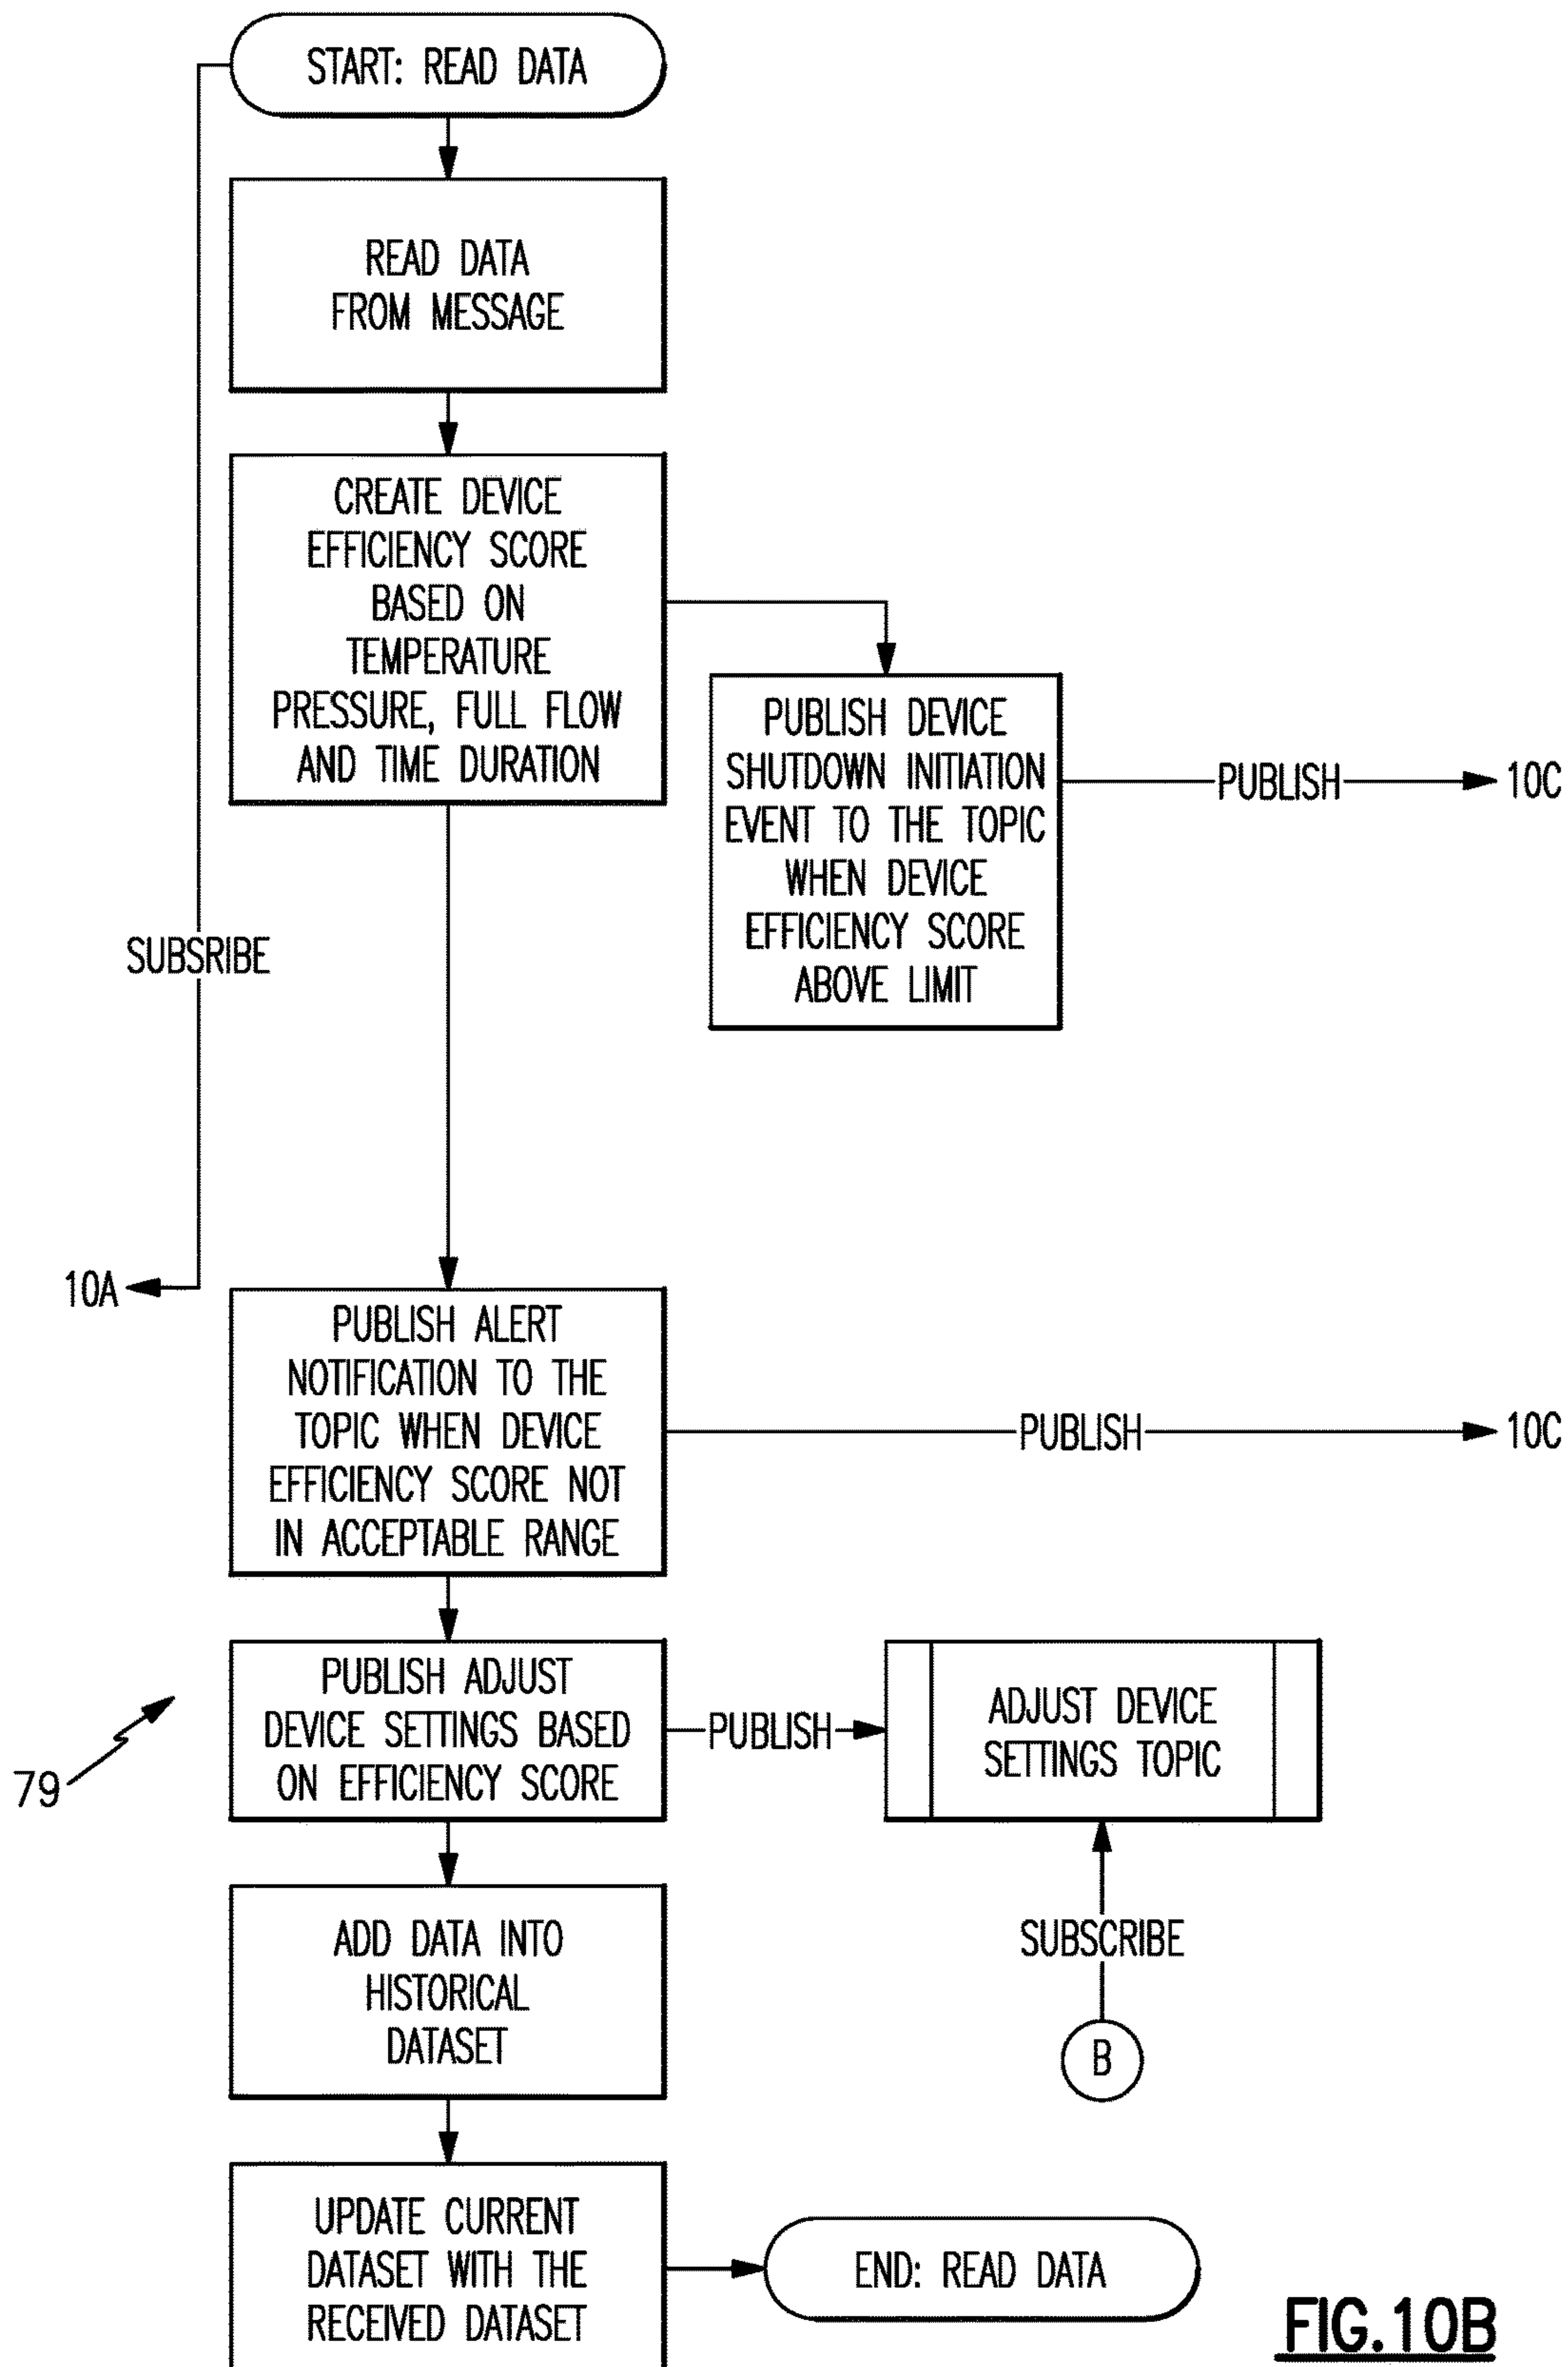 START: READ DATA
READ DATA
FROM MESSAGE
CREATE DEVICE
EFFICIENCY SCORE
BASED ON
TEMPERATURE
PRESSURE, FULL FLOW
AND TIME DURATION
PUBLISH DEVICE
SHUTDOWN INITIATION
EVENT TO THE TOPIC
WHEN DEVICE
EFFICIENCY SCORE
ABOVE LIMIT
PUBLISH
10C
SUBSRIBE
10A
PUBLISH ALERT
NOTIFICATION TO THE
TOPIC WHEN DEVICE
EFFICIENCY SCORE NOT
IN ACCEPTABLE RANGE
PUBLISH
10C
79
PUBLISH ADJUST
DEVICE SETTINGS BASED
ON EFFICIENCY SCORE
PUBLISH
ADJUST DEVICE
SETTINGS TOPIC
SUBSCRIBE
B
ADD DATA INTO
HISTORICAL
DATASET
UPDATE CURRENT
DATASET WITH THE
RECEIVED DATASET
END: READ DATA
FIG.10B